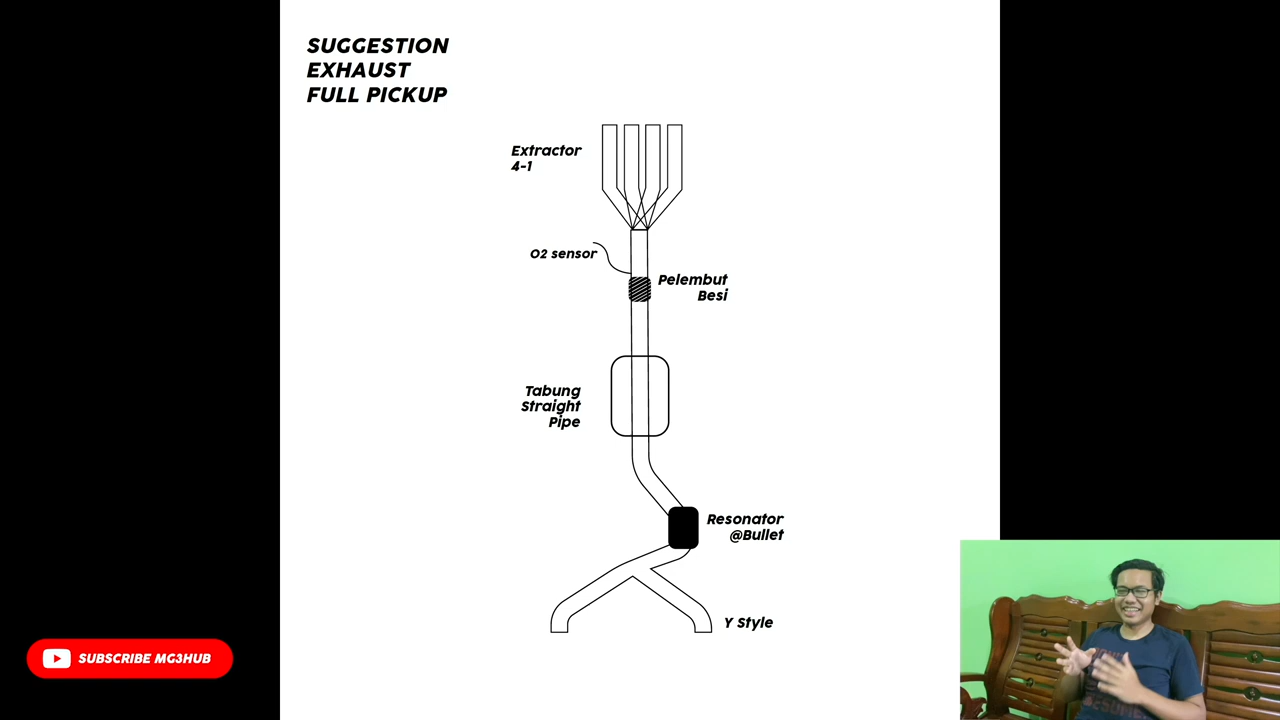 SUGGESTION
EXHAUST
FULL PICKUP
Extractor
4-1
O2 sensor
Pelembut
Besi
Tabung
Straight
Pipe
Resonator
@Bullet
Y Style
SUBSCRIBE MG3HUB